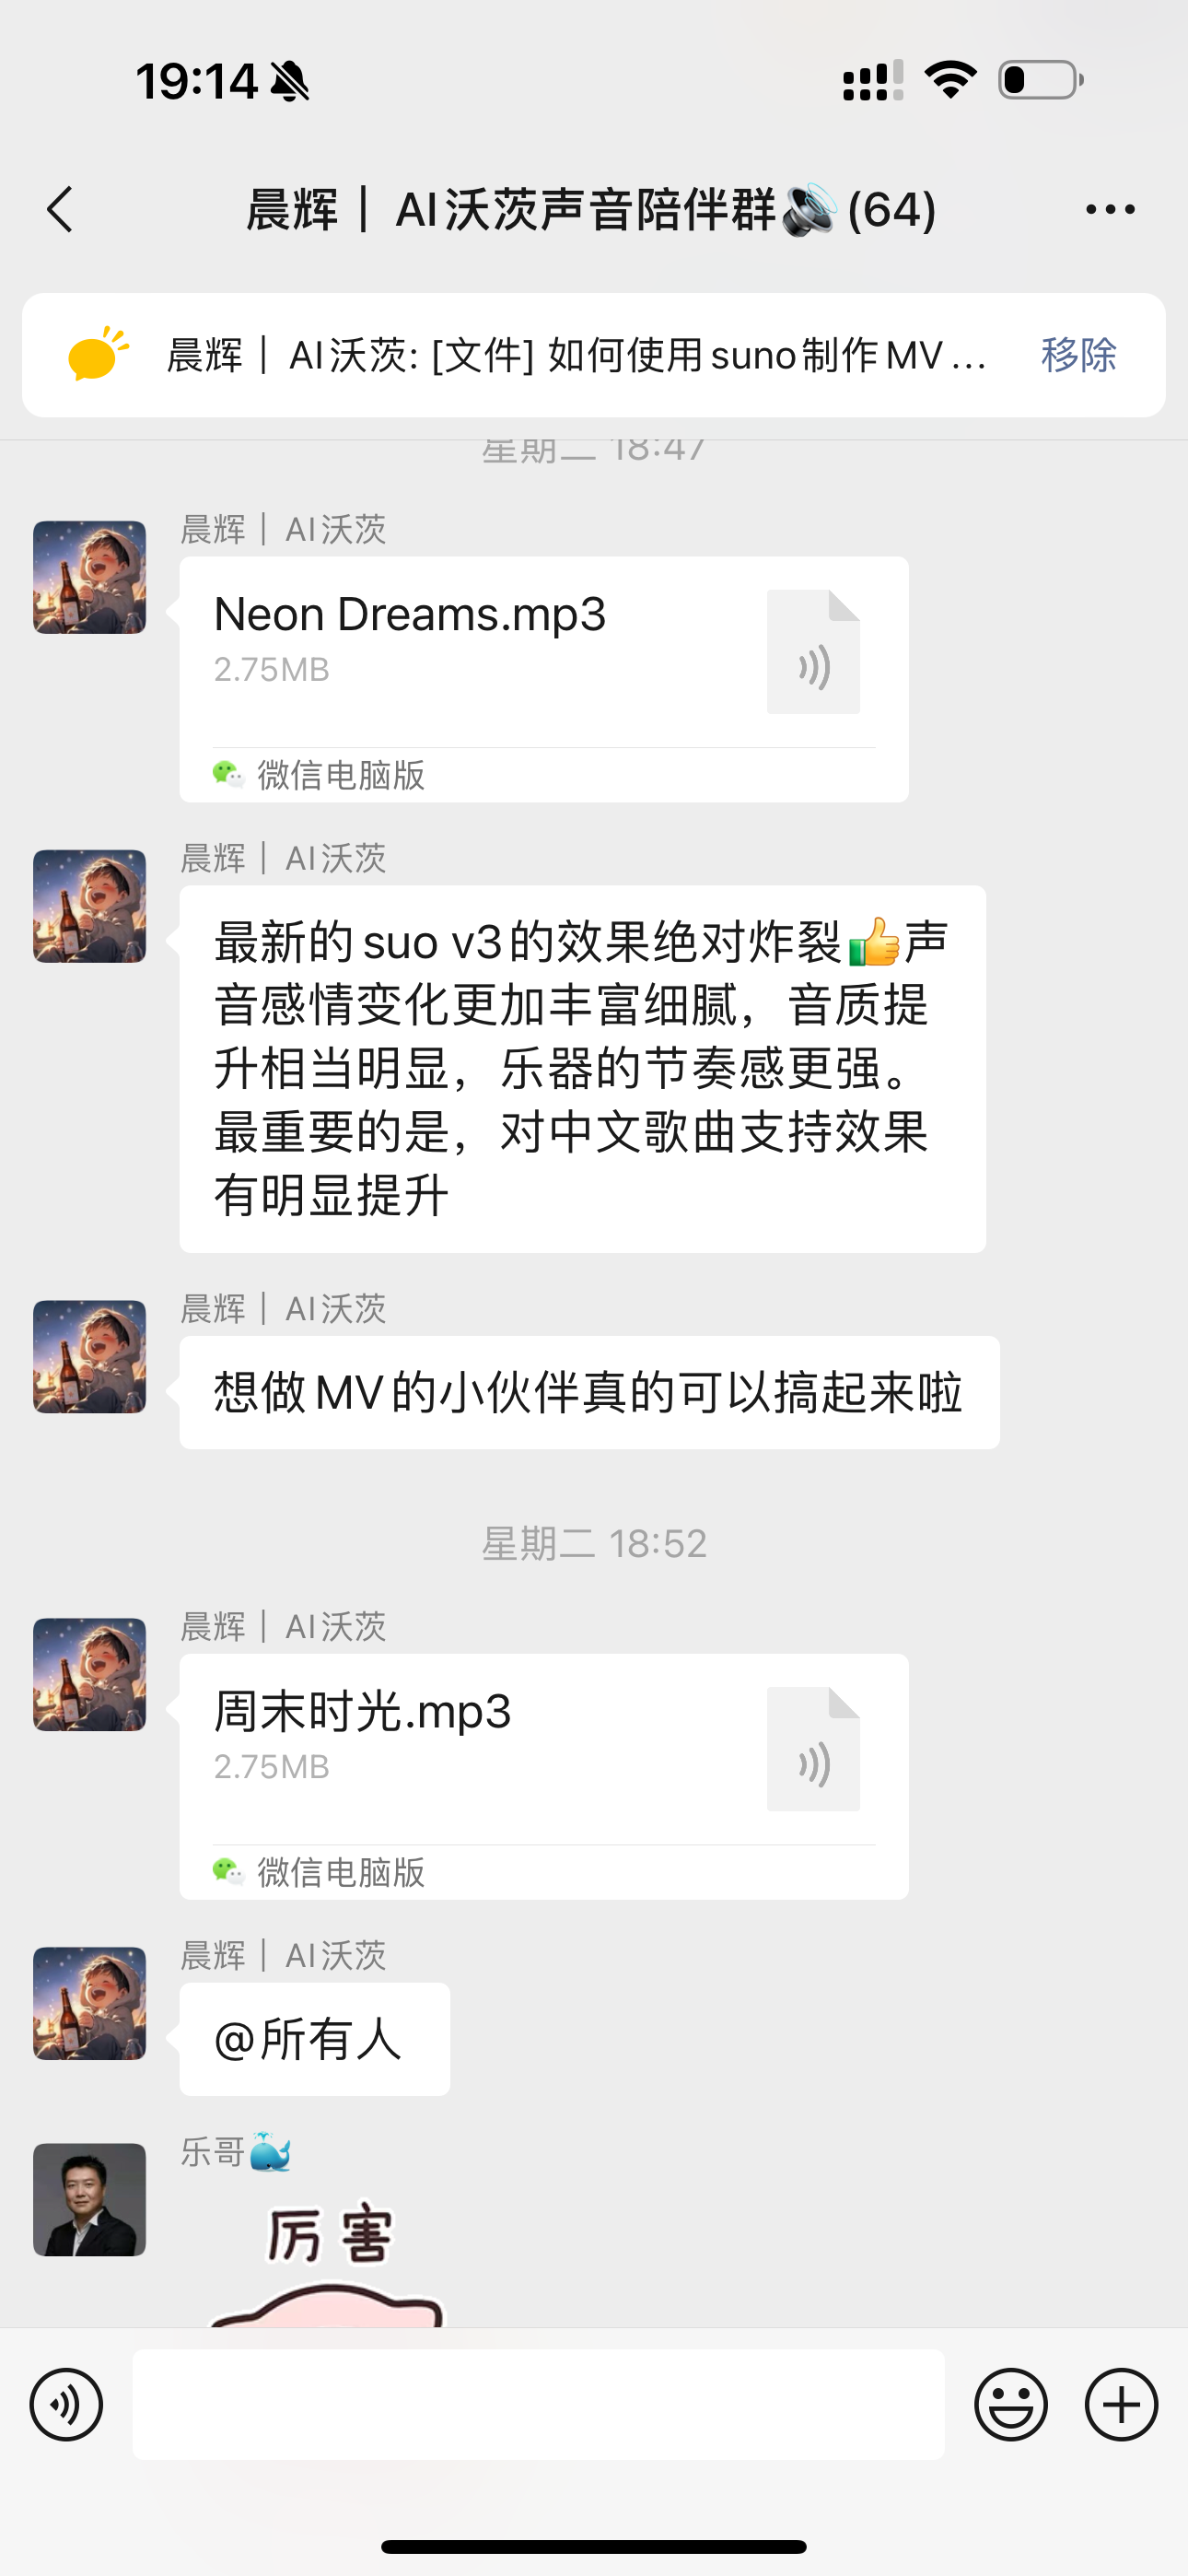 19:14
晨辉｜AI沃茨声音陪伴群🔊(64)
晨辉｜AI沃茨: [文件] 如何使用suno制作MV... 移除
星期二 18:47
晨辉｜AI沃茨
Neon Dreams.mp3
2.75MB
微信电脑版
晨辉｜AI沃茨
最新的suo v3的效果绝对炸裂👍声
音感情变化更加丰富细腻，音质提
升相当明显，乐器的节奏感更强。
最重要的是，对中文歌曲支持效果
有明显提升
晨辉｜AI沃茨
想做MV的小伙伴真的可以搞起来啦
星期二 18:52
晨辉｜AI沃茨
周末时光.mp3
2.75MB
微信电脑版
晨辉｜AI沃茨
@所有人
乐哥🐳
厉害